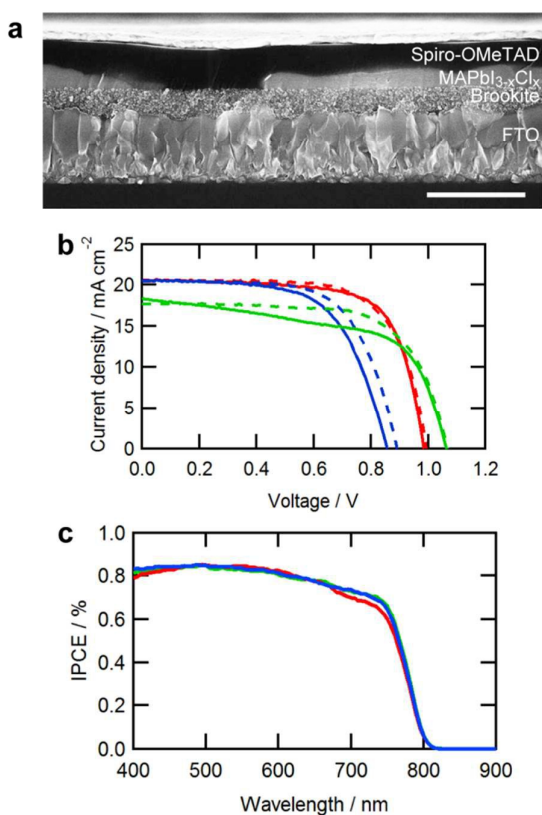 a
Spiro-OMeTAD
MAPbI3-xClx
Brookite
FTO
b
25
20
15
10
5
0
Current density / mA cm-2
0.0 0.2 0.4 0.6 0.8 1.0 1.2
Voltage / V
c
1.0
0.8
0.6
0.4
0.2
0.0
IPCE / %
400 500 600 700 800 900
Wavelength / nm